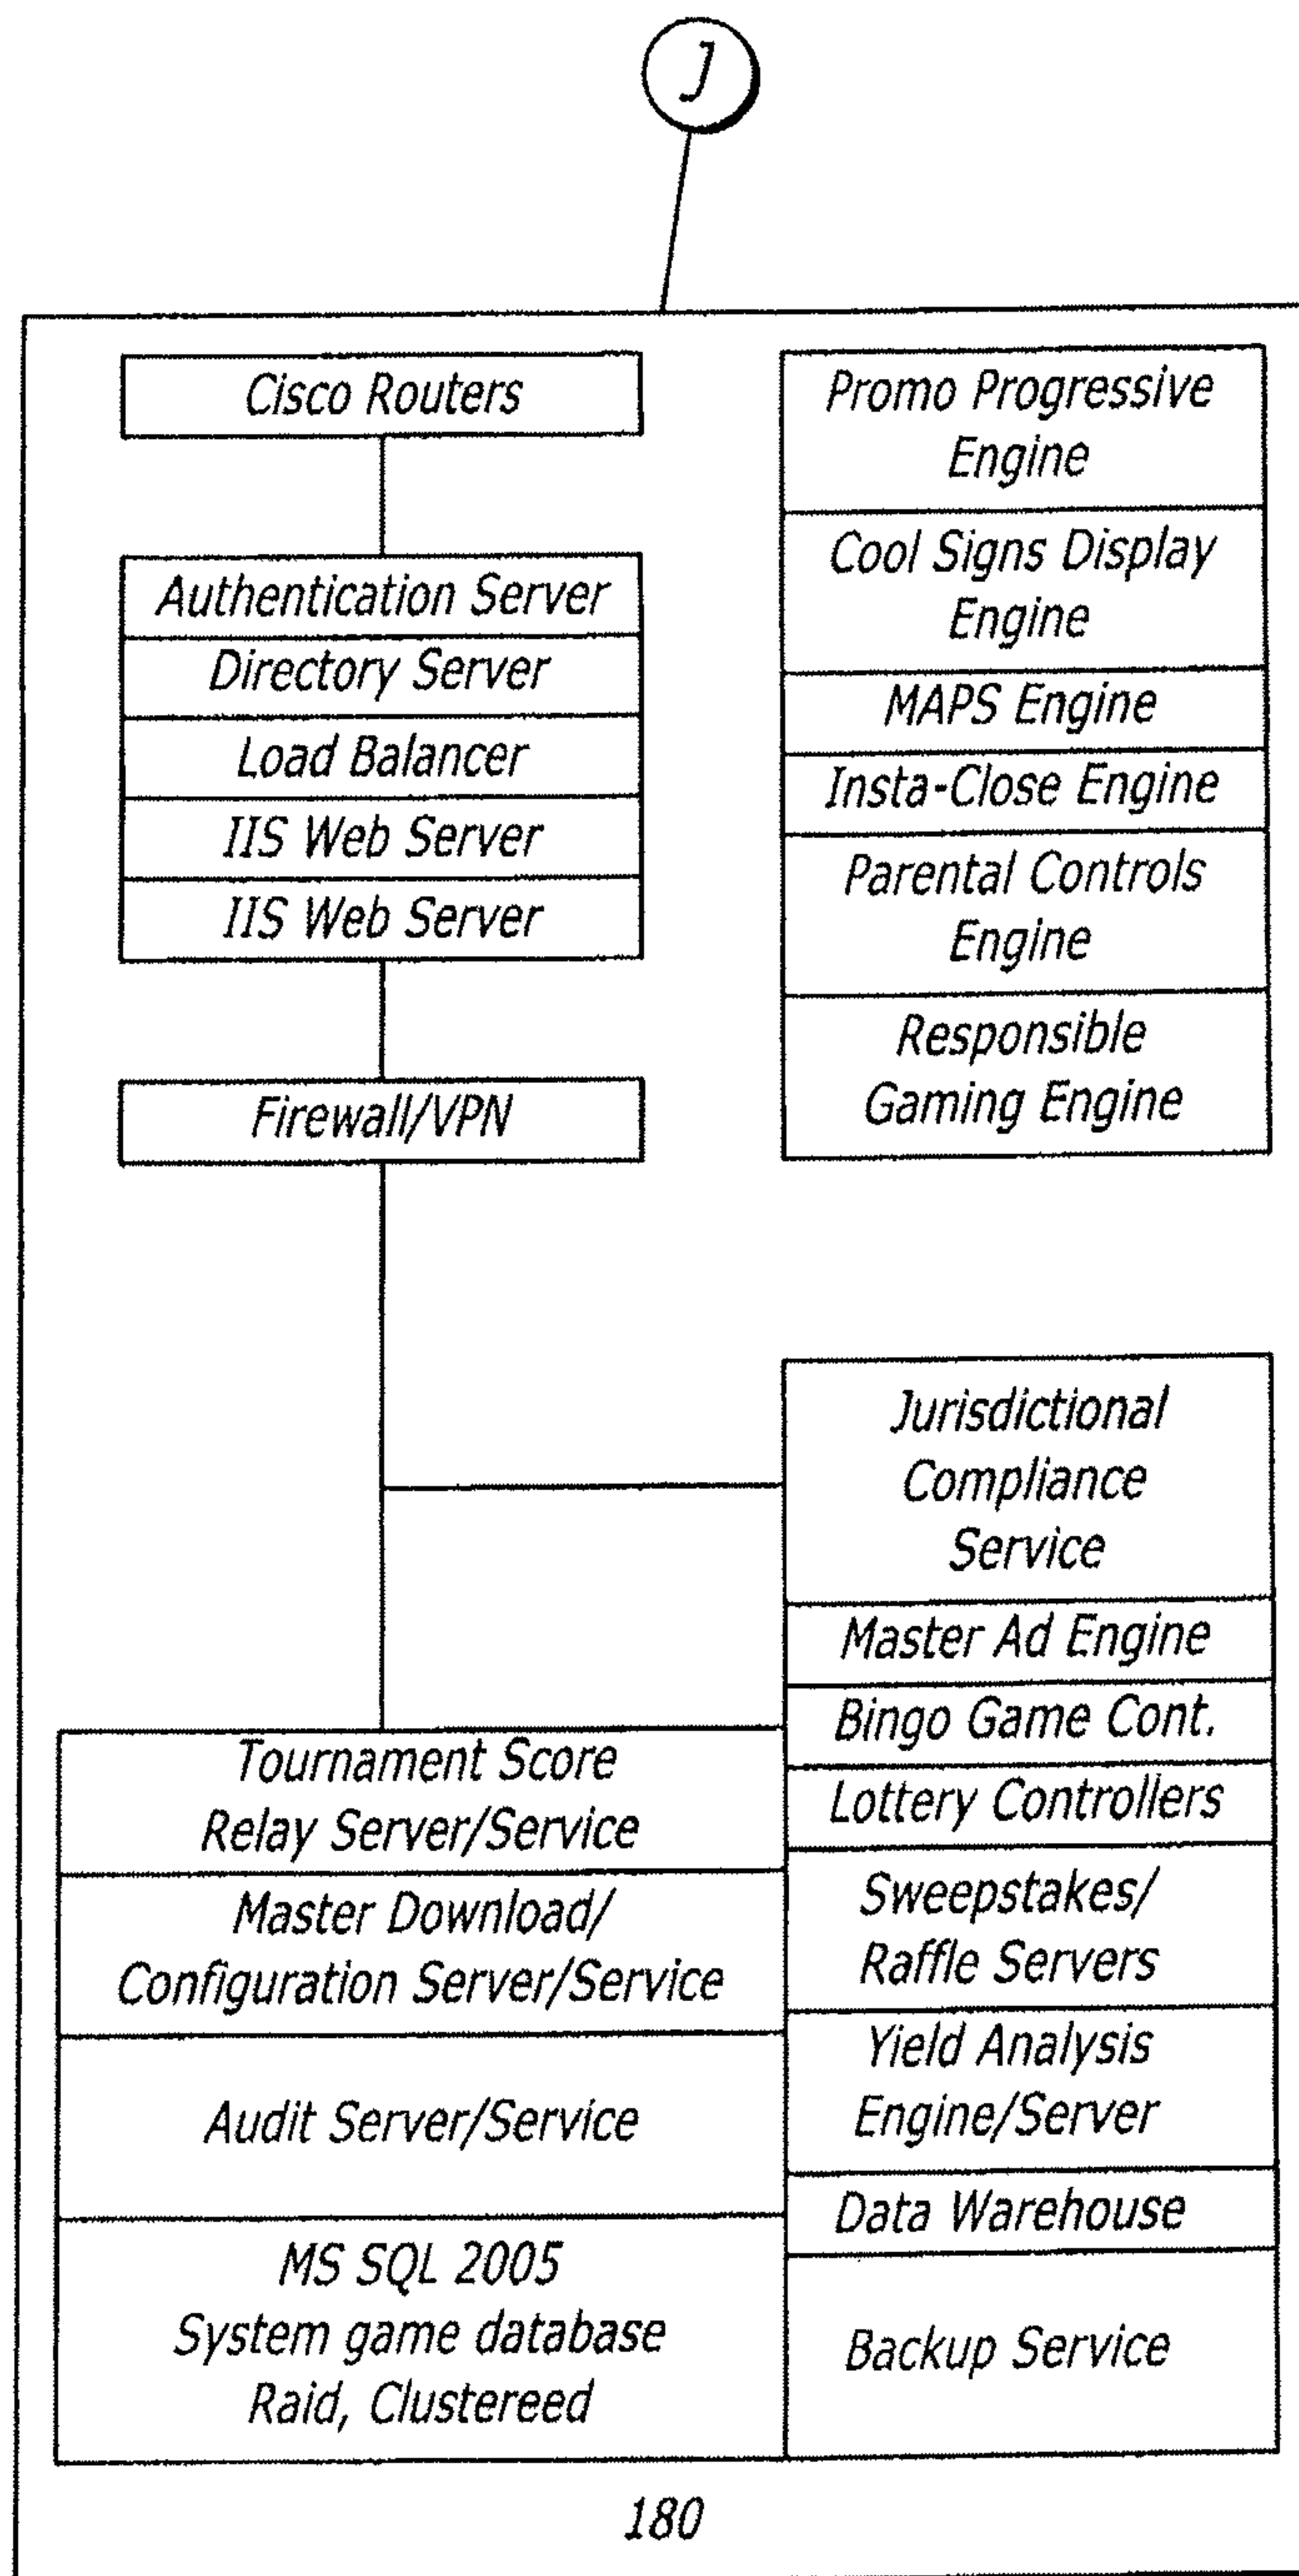 J
Cisco Routers
Authentication Server
Directory Server
Load Balancer
IIS Web Server
IIS Web Server
Firewall/VPN
Promo Progressive
Engine
Cool Signs Display
Engine
MAPS Engine
Insta-Close Engine
Parental Controls
Engine
Responsible
Gaming Engine
Tournament Score
Relay Server/Service
Master Download/
Configuration Server/Service
Audit Server/Service
MS SQL 2005
System game database
Raid, Clustereed
Jurisdictional
Compliance
Service
Master Ad Engine
Bingo Game Cont.
Lottery Controllers
Sweepstakes/
Raffle Servers
Yield Analysis
Engine/Server
Data Warehouse
Backup Service
180